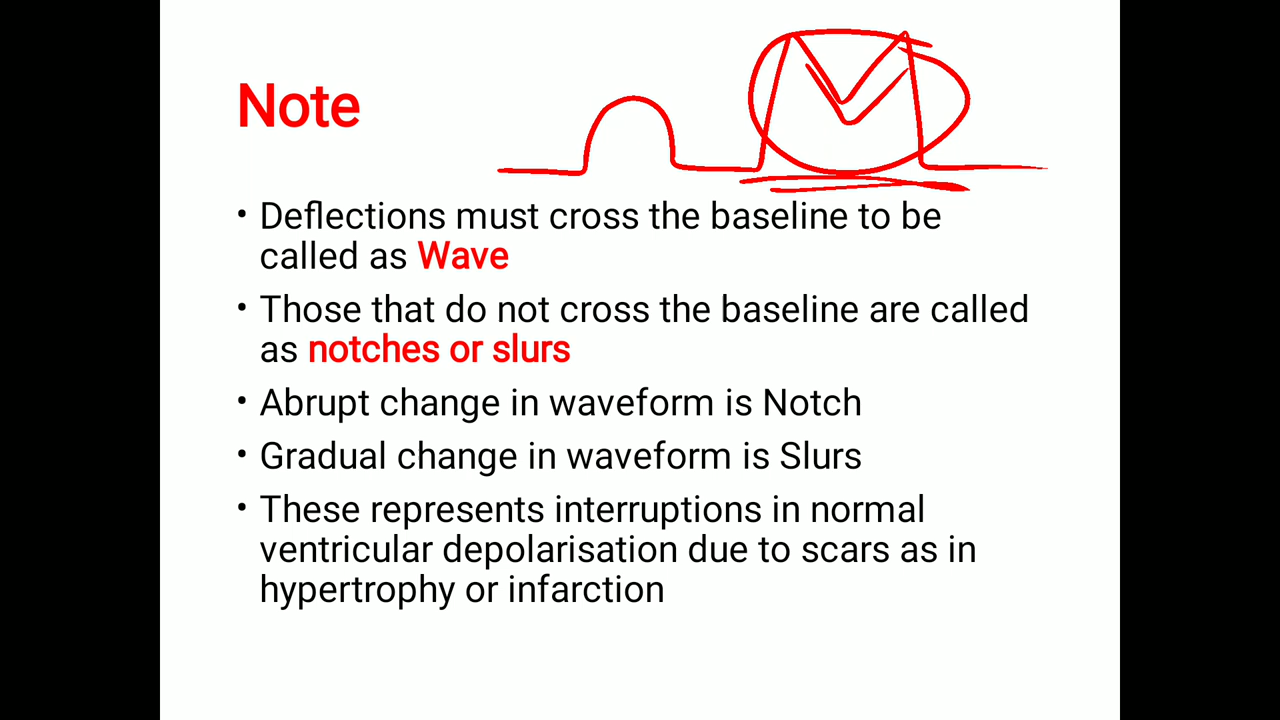 Note
• Deflections must cross the baseline to be
called as Wave
• Those that do not cross the baseline are called
as notches or slurs
• Abrupt change in waveform is Notch
• Gradual change in waveform is Slurs
• These represents interruptions in normal
ventricular depolarisation due to scars as in
hypertrophy or infarction